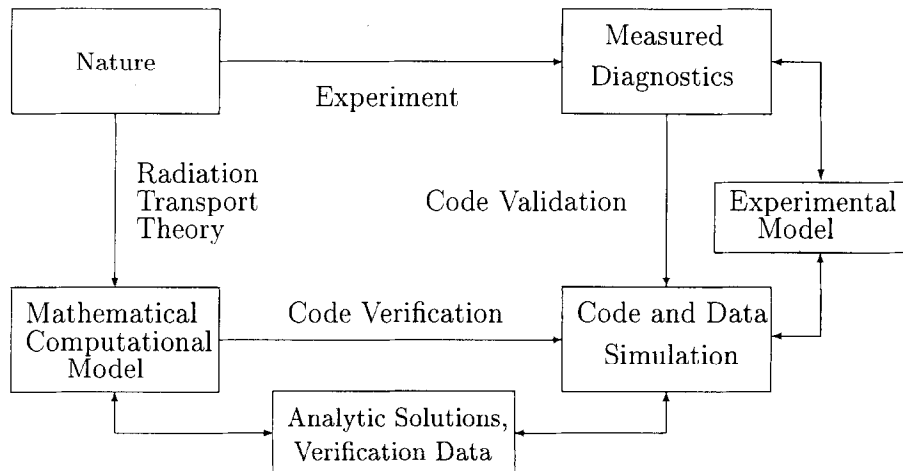 Nature
Measured
Diagnostics
Experiment
Radiation
Transport
Theory
Code Validation
Experimental
Model
Mathematical
Computational
Model
Code Verification
Code and Data
Simulation
Analytic Solutions,
Verification Data